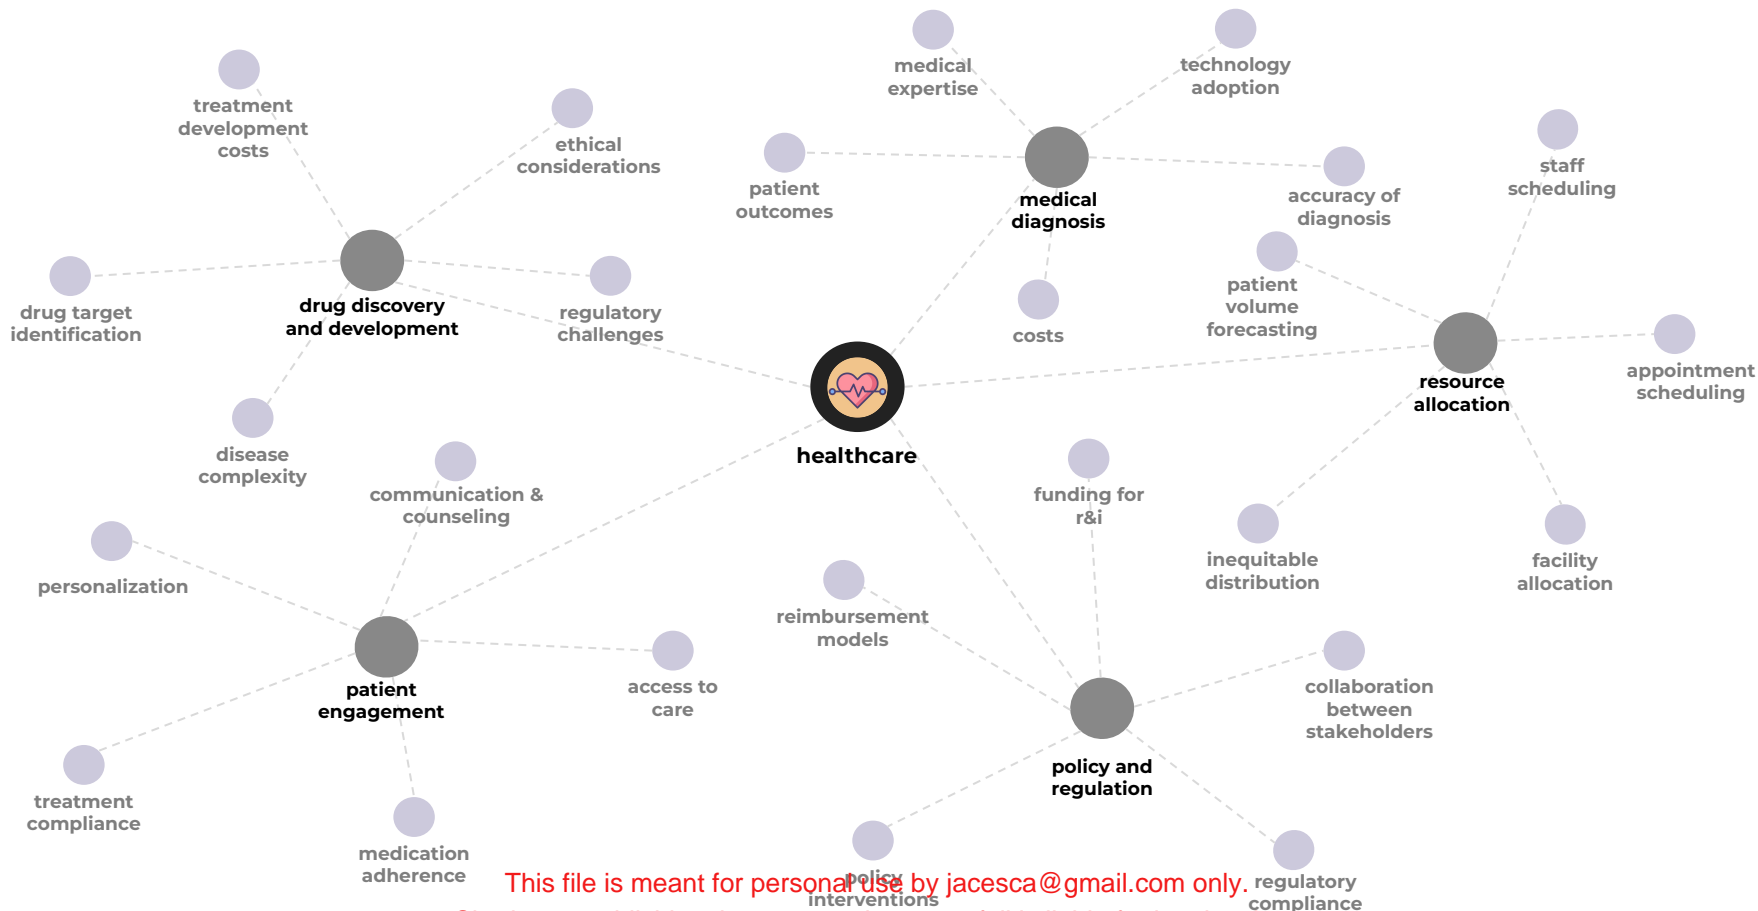 medical
expertise
technology
adoption
treatment
development
costs
ethical
considerations
patient
outcomes
medical
diagnosis
accuracy of
diagnosis
staff
scheduling
drug target
identification
drug discovery
and development
regulatory
challenges
costs
patient
volume
forecasting
resource
allocation
appointment
scheduling
disease
complexity
healthcare
communication &
counseling
funding for
r&i
inequitable
distribution
facility
allocation
personalization
reimbursement
models
patient
engagement
access to
care
collaboration
between
stakeholders
policy and
regulation
treatment
compliance
medication
adherence
policy
interventions
regulatory
compliance
This file is meant for personal use by jacesca@gmail.com only.